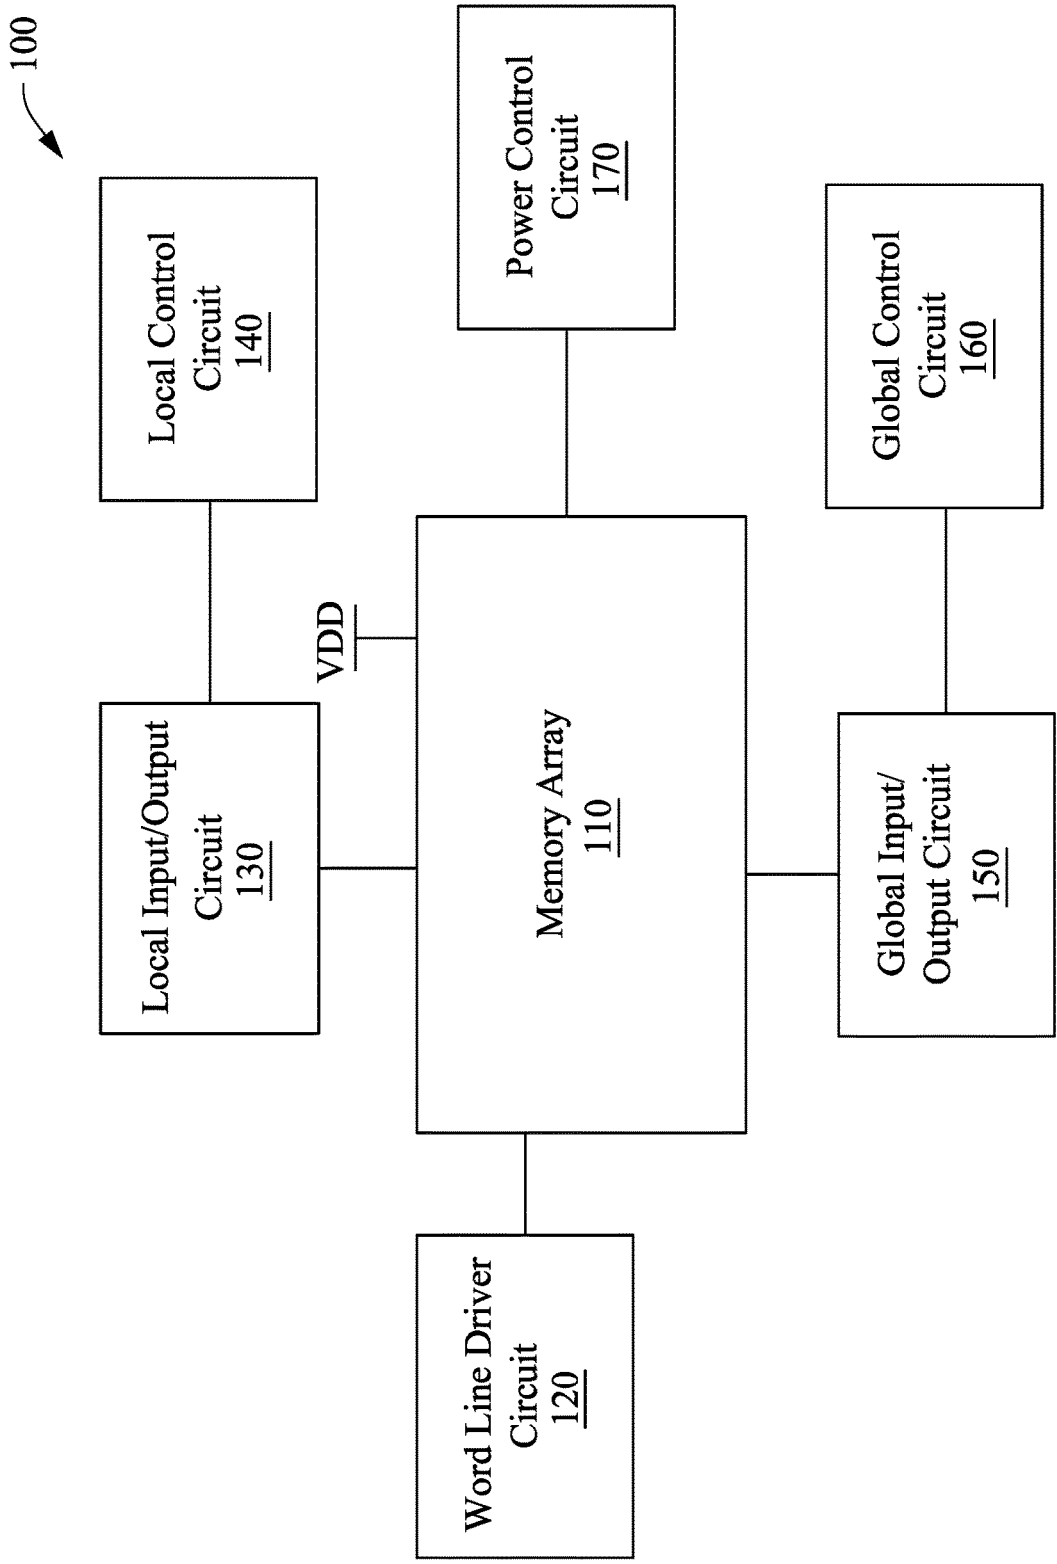 100
Local Input/Output
Circuit
130
Local Control
Circuit
140
VDD
Word Line Driver
Circuit
120
Memory Array
110
Power Control
Circuit
170
Global Input/
Output Circuit
150
Global Control
Circuit
160